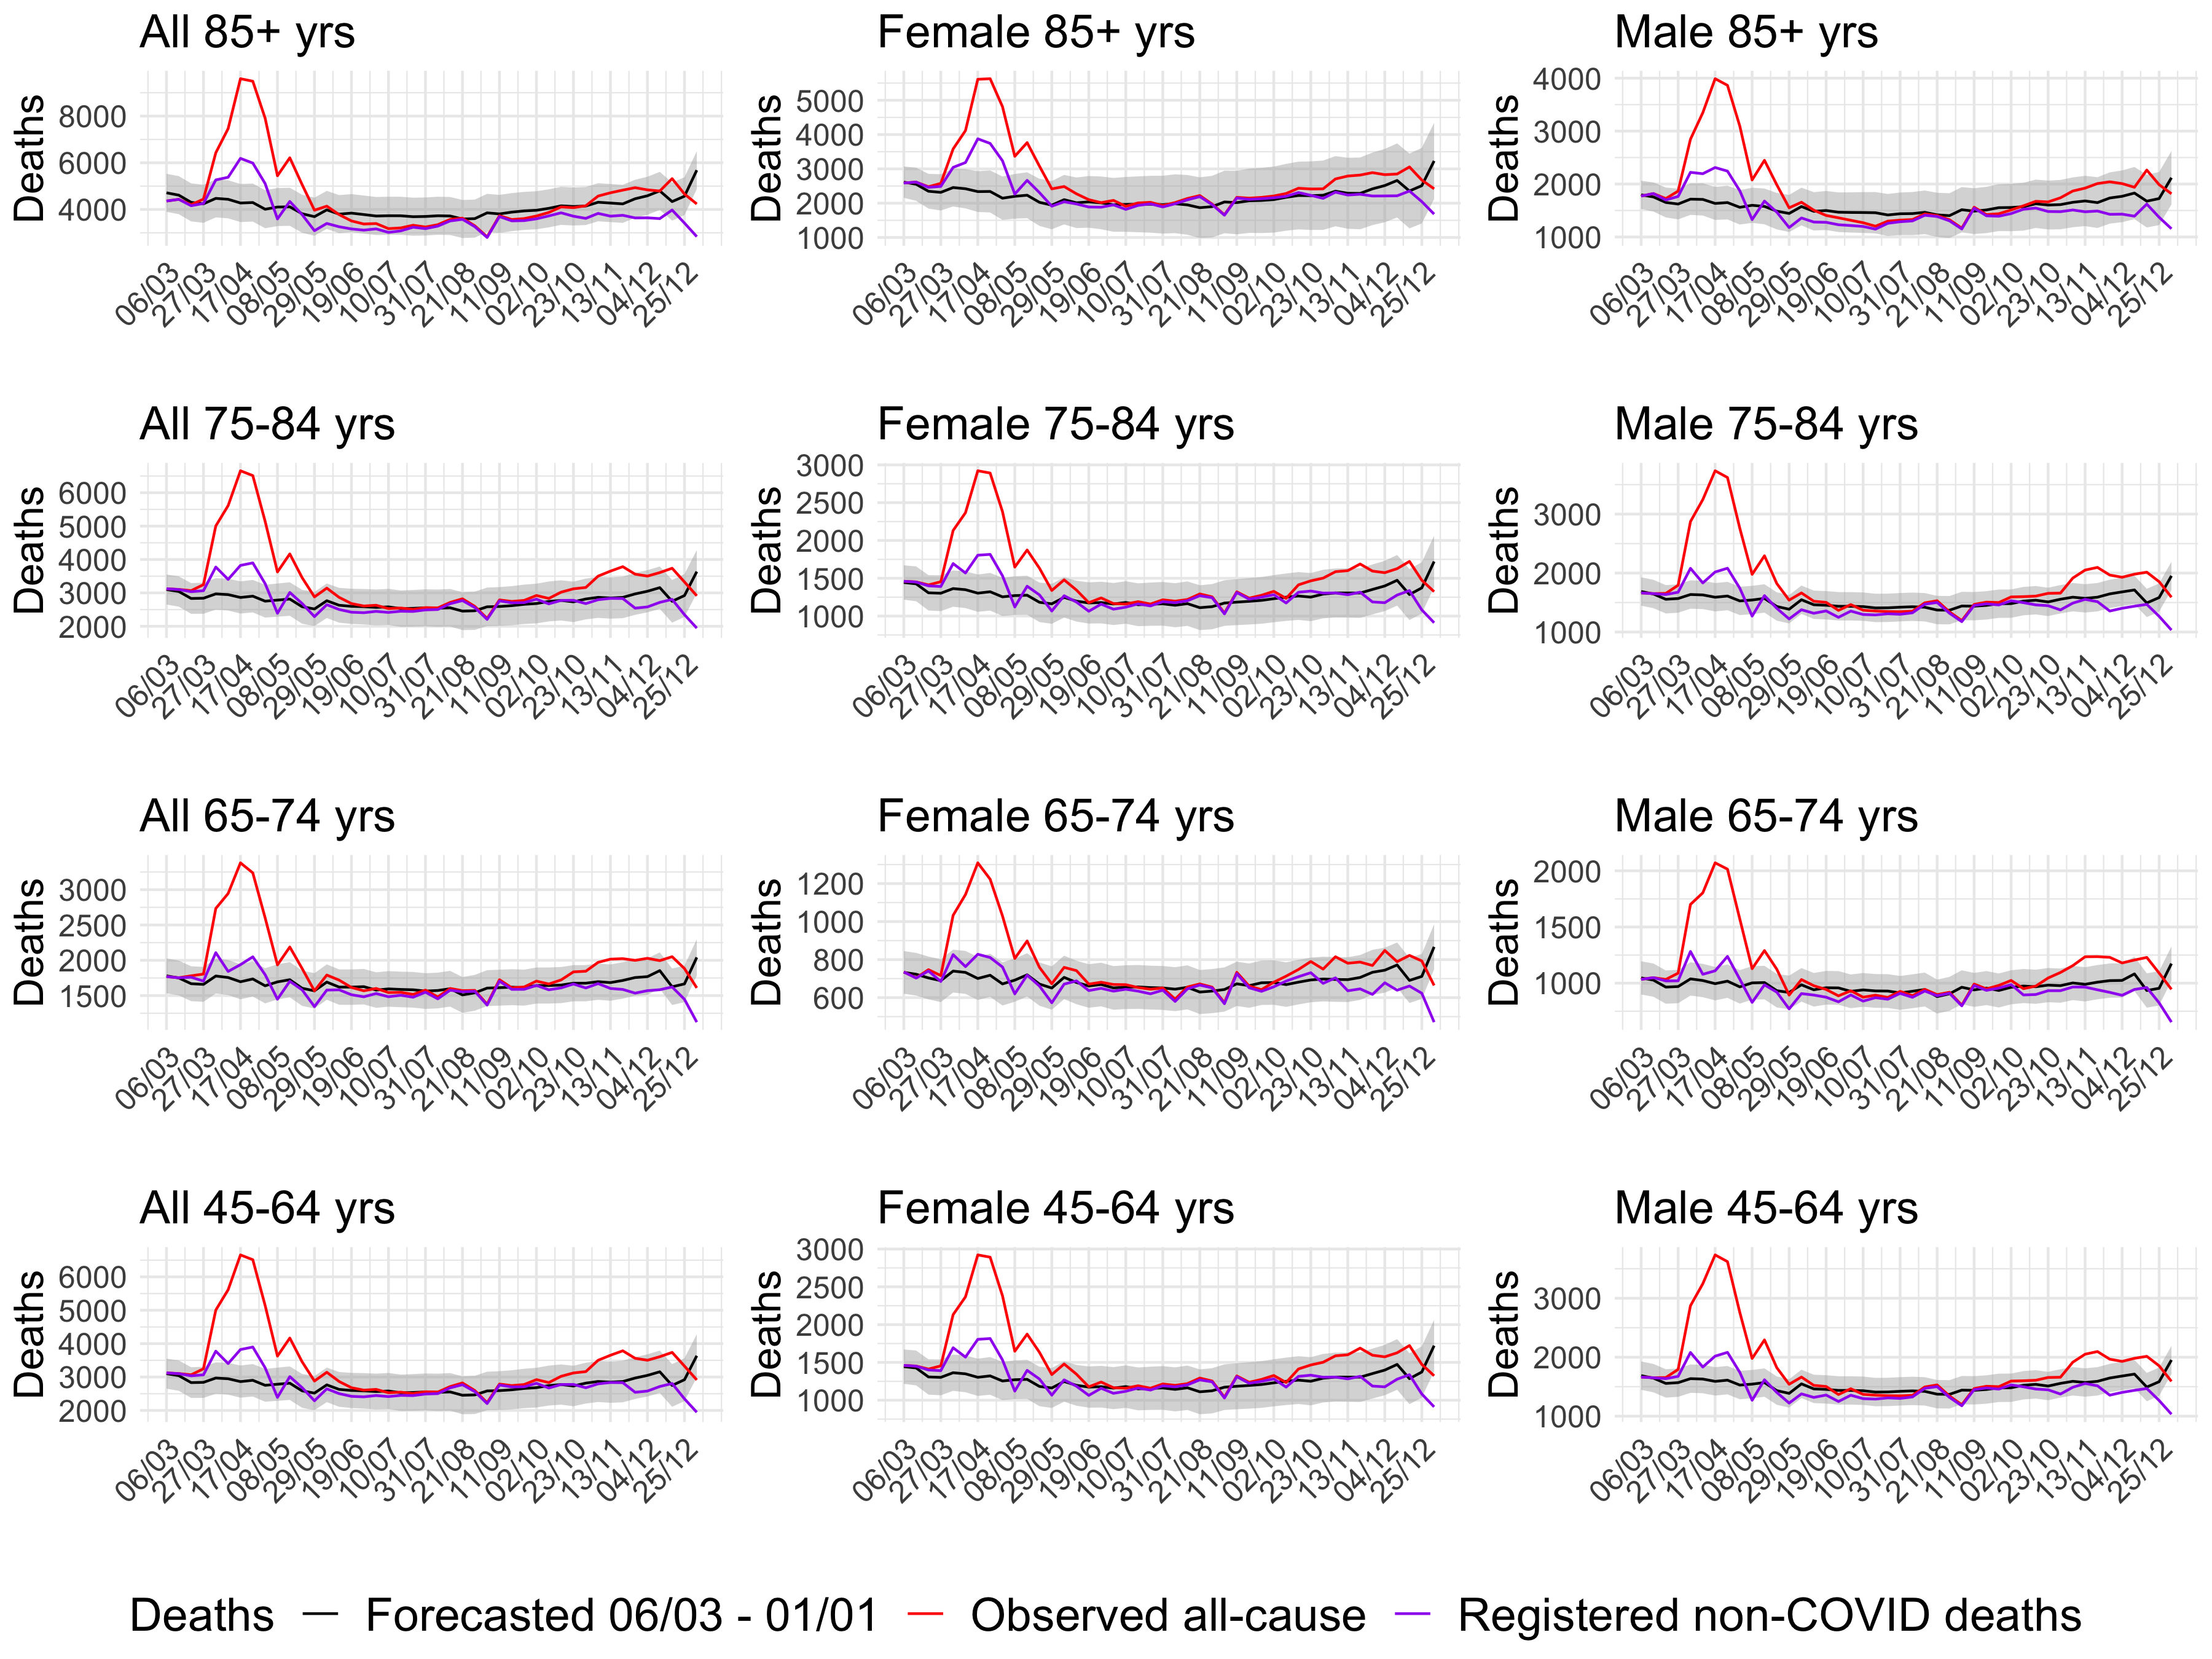 All 85+ yrs
Female 85+ yrs
Male 85+ yrs
Deaths
8000
6000
4000
06/03 27/03 17/04 08/05 29/05 19/06 10/07 31/07 21/08 11/09 02/10 23/10 13/11 04/12 25/12
Deaths
5000
4000
3000
2000
1000
06/03 27/03 17/04 08/05 29/05 19/06 10/07 31/07 21/08 11/09 02/10 23/10 13/11 04/12 25/12
Deaths
4000
3000
2000
1000
06/03 27/03 17/04 08/05 29/05 19/06 10/07 31/07 21/08 11/09 02/10 23/10 13/11 04/12 25/12
All 75-84 yrs
Female 75-84 yrs
Male 75-84 yrs
Deaths
6000
5000
4000
3000
2000
06/03 27/03 17/04 08/05 29/05 19/06 10/07 31/07 21/08 11/09 02/10 23/10 13/11 04/12 25/12
Deaths
3000
2500
2000
1500
1000
06/03 27/03 17/04 08/05 29/05 19/06 10/07 31/07 21/08 11/09 02/10 23/10 13/11 04/12 25/12
Deaths
3000
2000
1000
06/03 27/03 17/04 08/05 29/05 19/06 10/07 31/07 21/08 11/09 02/10 23/10 13/11 04/12 25/12
All 65-74 yrs
Female 65-74 yrs
Male 65-74 yrs
Deaths
3000
2500
2000
1500
06/03 27/03 17/04 08/05 29/05 19/06 10/07 31/07 21/08 11/09 02/10 23/10 13/11 04/12 25/12
Deaths
1200
1000
800
600
06/03 27/03 17/04 08/05 29/05 19/06 10/07 31/07 21/08 11/09 02/10 23/10 13/11 04/12 25/12
Deaths
2000
1500
1000
06/03 27/03 17/04 08/05 29/05 19/06 10/07 31/07 21/08 11/09 02/10 23/10 13/11 04/12 25/12
All 45-64 yrs
Female 45-64 yrs
Male 45-64 yrs
Deaths
6000
5000
4000
3000
2000
06/03 27/03 17/04 08/05 29/05 19/06 10/07 31/07 21/08 11/09 02/10 23/10 13/11 04/12 25/12
Deaths
3000
2500
2000
1500
1000
06/03 27/03 17/04 08/05 29/05 19/06 10/07 31/07 21/08 11/09 02/10 23/10 13/11 04/12 25/12
Deaths
3000
2000
1000
06/03 27/03 17/04 08/05 29/05 19/06 10/07 31/07 21/08 11/09 02/10 23/10 13/11 04/12 25/12
Deaths Forecasted 06/03 - 01/01 Observed all-cause Registered non-COVID deaths